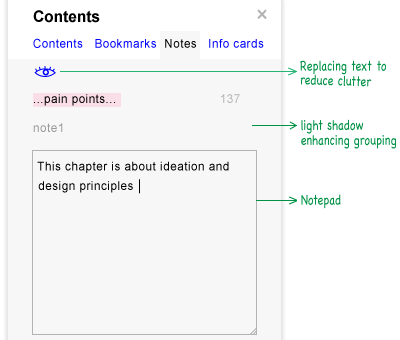 Contents
Contents Bookmarks Notes Info cards
Replacing text to
reduce clutter
...pain points... 137
note1
light shadow
enhancing grouping
This chapter is about ideation and
design principles
Notepad